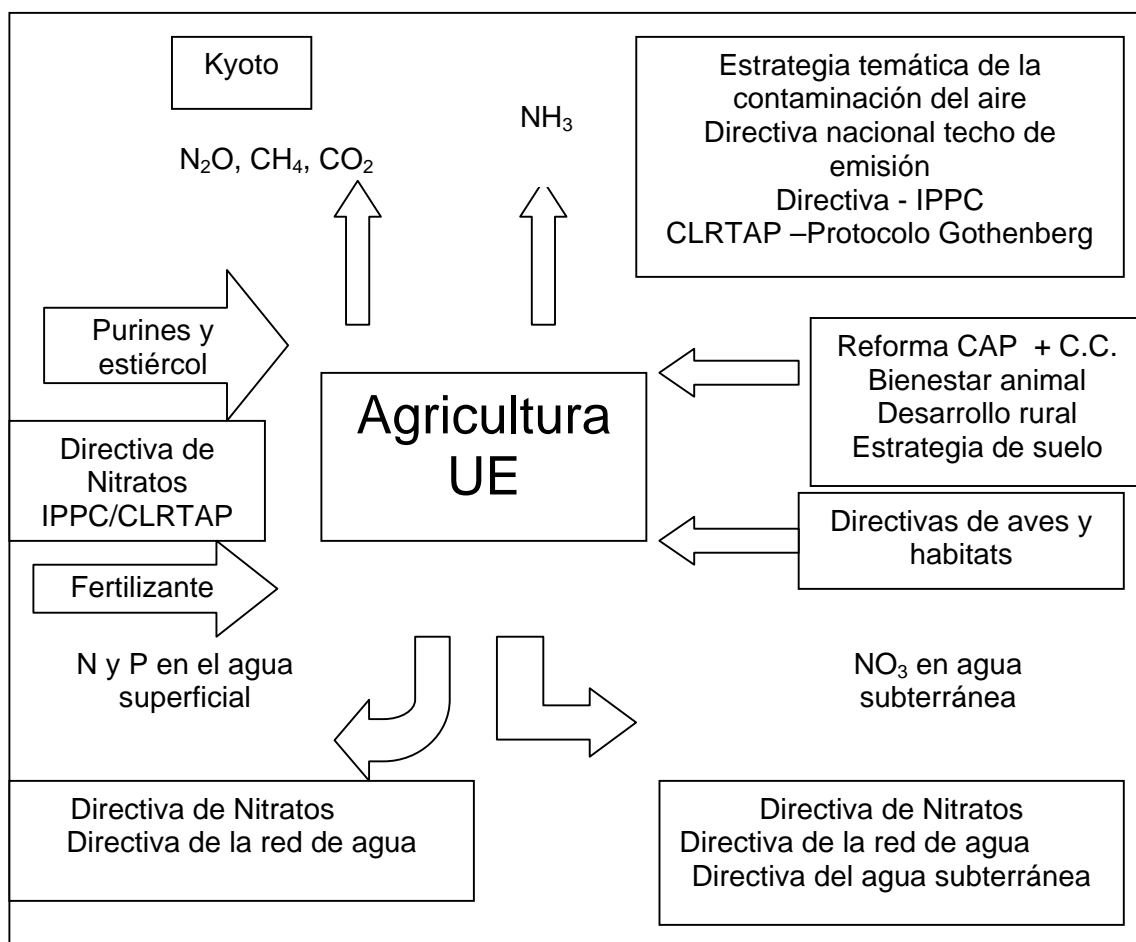 Kyoto
N₂O, CH₄, CO₂
NH₃
Estrategia temática de la
contaminación del aire
Directiva nacional techo de
emisión
Directiva - IPPC
CLRTAP –Protocolo Gothenberg
Purines y
estiércol
Directiva de
Nitratos
IPPC/CLRTAP
Fertilizante
Agricultura
UE
Reforma CAP + C.C.
Bienestar animal
Desarrollo rural
Estrategia de suelo
Directivas de aves y
habitats
N y P en el agua
superficial
NO₃ en agua
subterránea
Directiva de Nitratos
Directiva de la red de agua
Directiva de Nitratos
Directiva de la red de agua
Directiva del agua subterránea